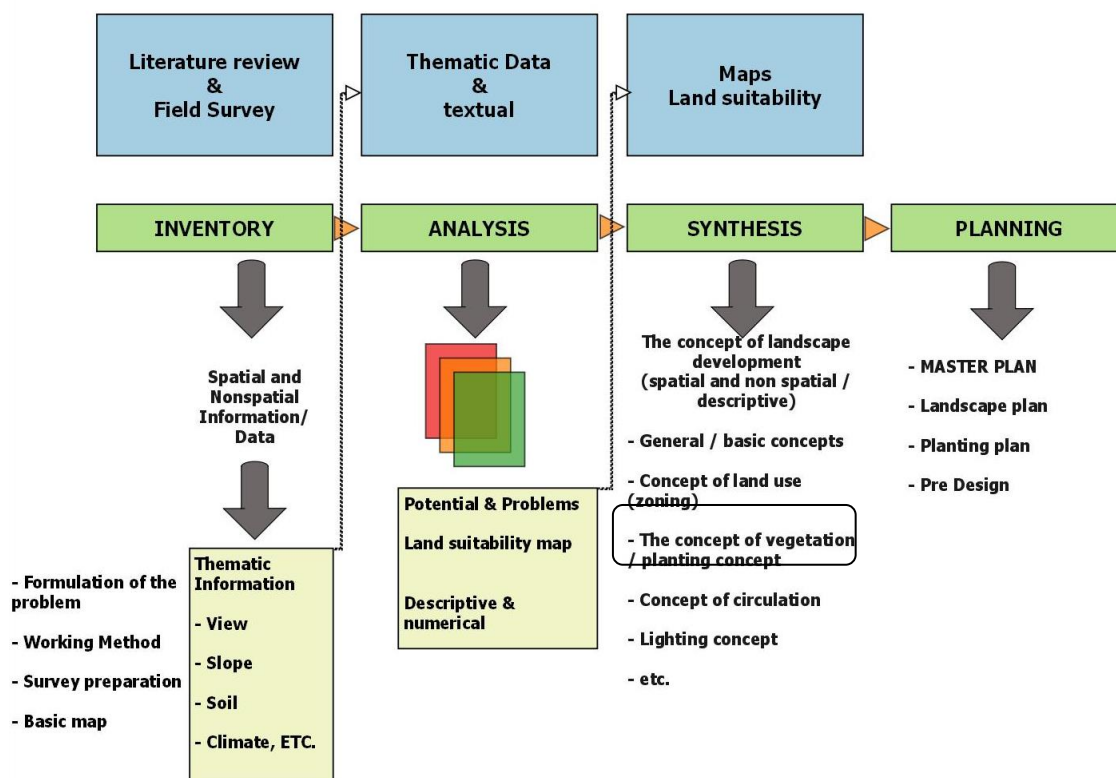 Literature review
&
Field Survey
Thematic Data
&
textual
Maps
Land suitability
INVENTORY
ANALYSIS
SYNTHESIS
PLANNING
Spatial and
Nonspatial
Information/
Data
- Formulation of the
problem
- Working Method
- Survey preparation
- Basic map
Thematic
Information
- View
- Slope
- Soil
- Climate, ETC.
Potential & Problems
Land suitability map
Descriptive &
numerical
The concept of landscape
development
(spatial and non spatial /
descriptive)
- General / basic concepts
- Concept of land use
(zoning)
- The concept of vegetation
/ planting concept
- Concept of circulation
- Lighting concept
- etc.
- MASTER PLAN
- Landscape plan
- Planting plan
- Pre Design